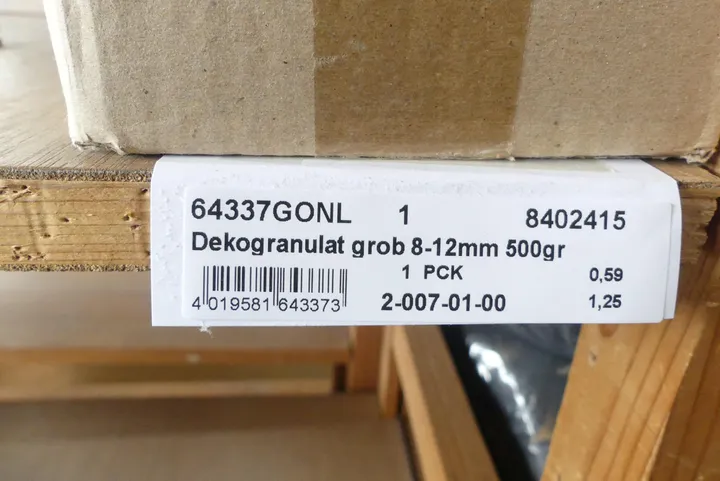 64337GONL 1 8402415
Dekogranulat grob 8-12mm 500gr
1 PCK 0,59
4 019581 643373 2-007-01-00 1,25